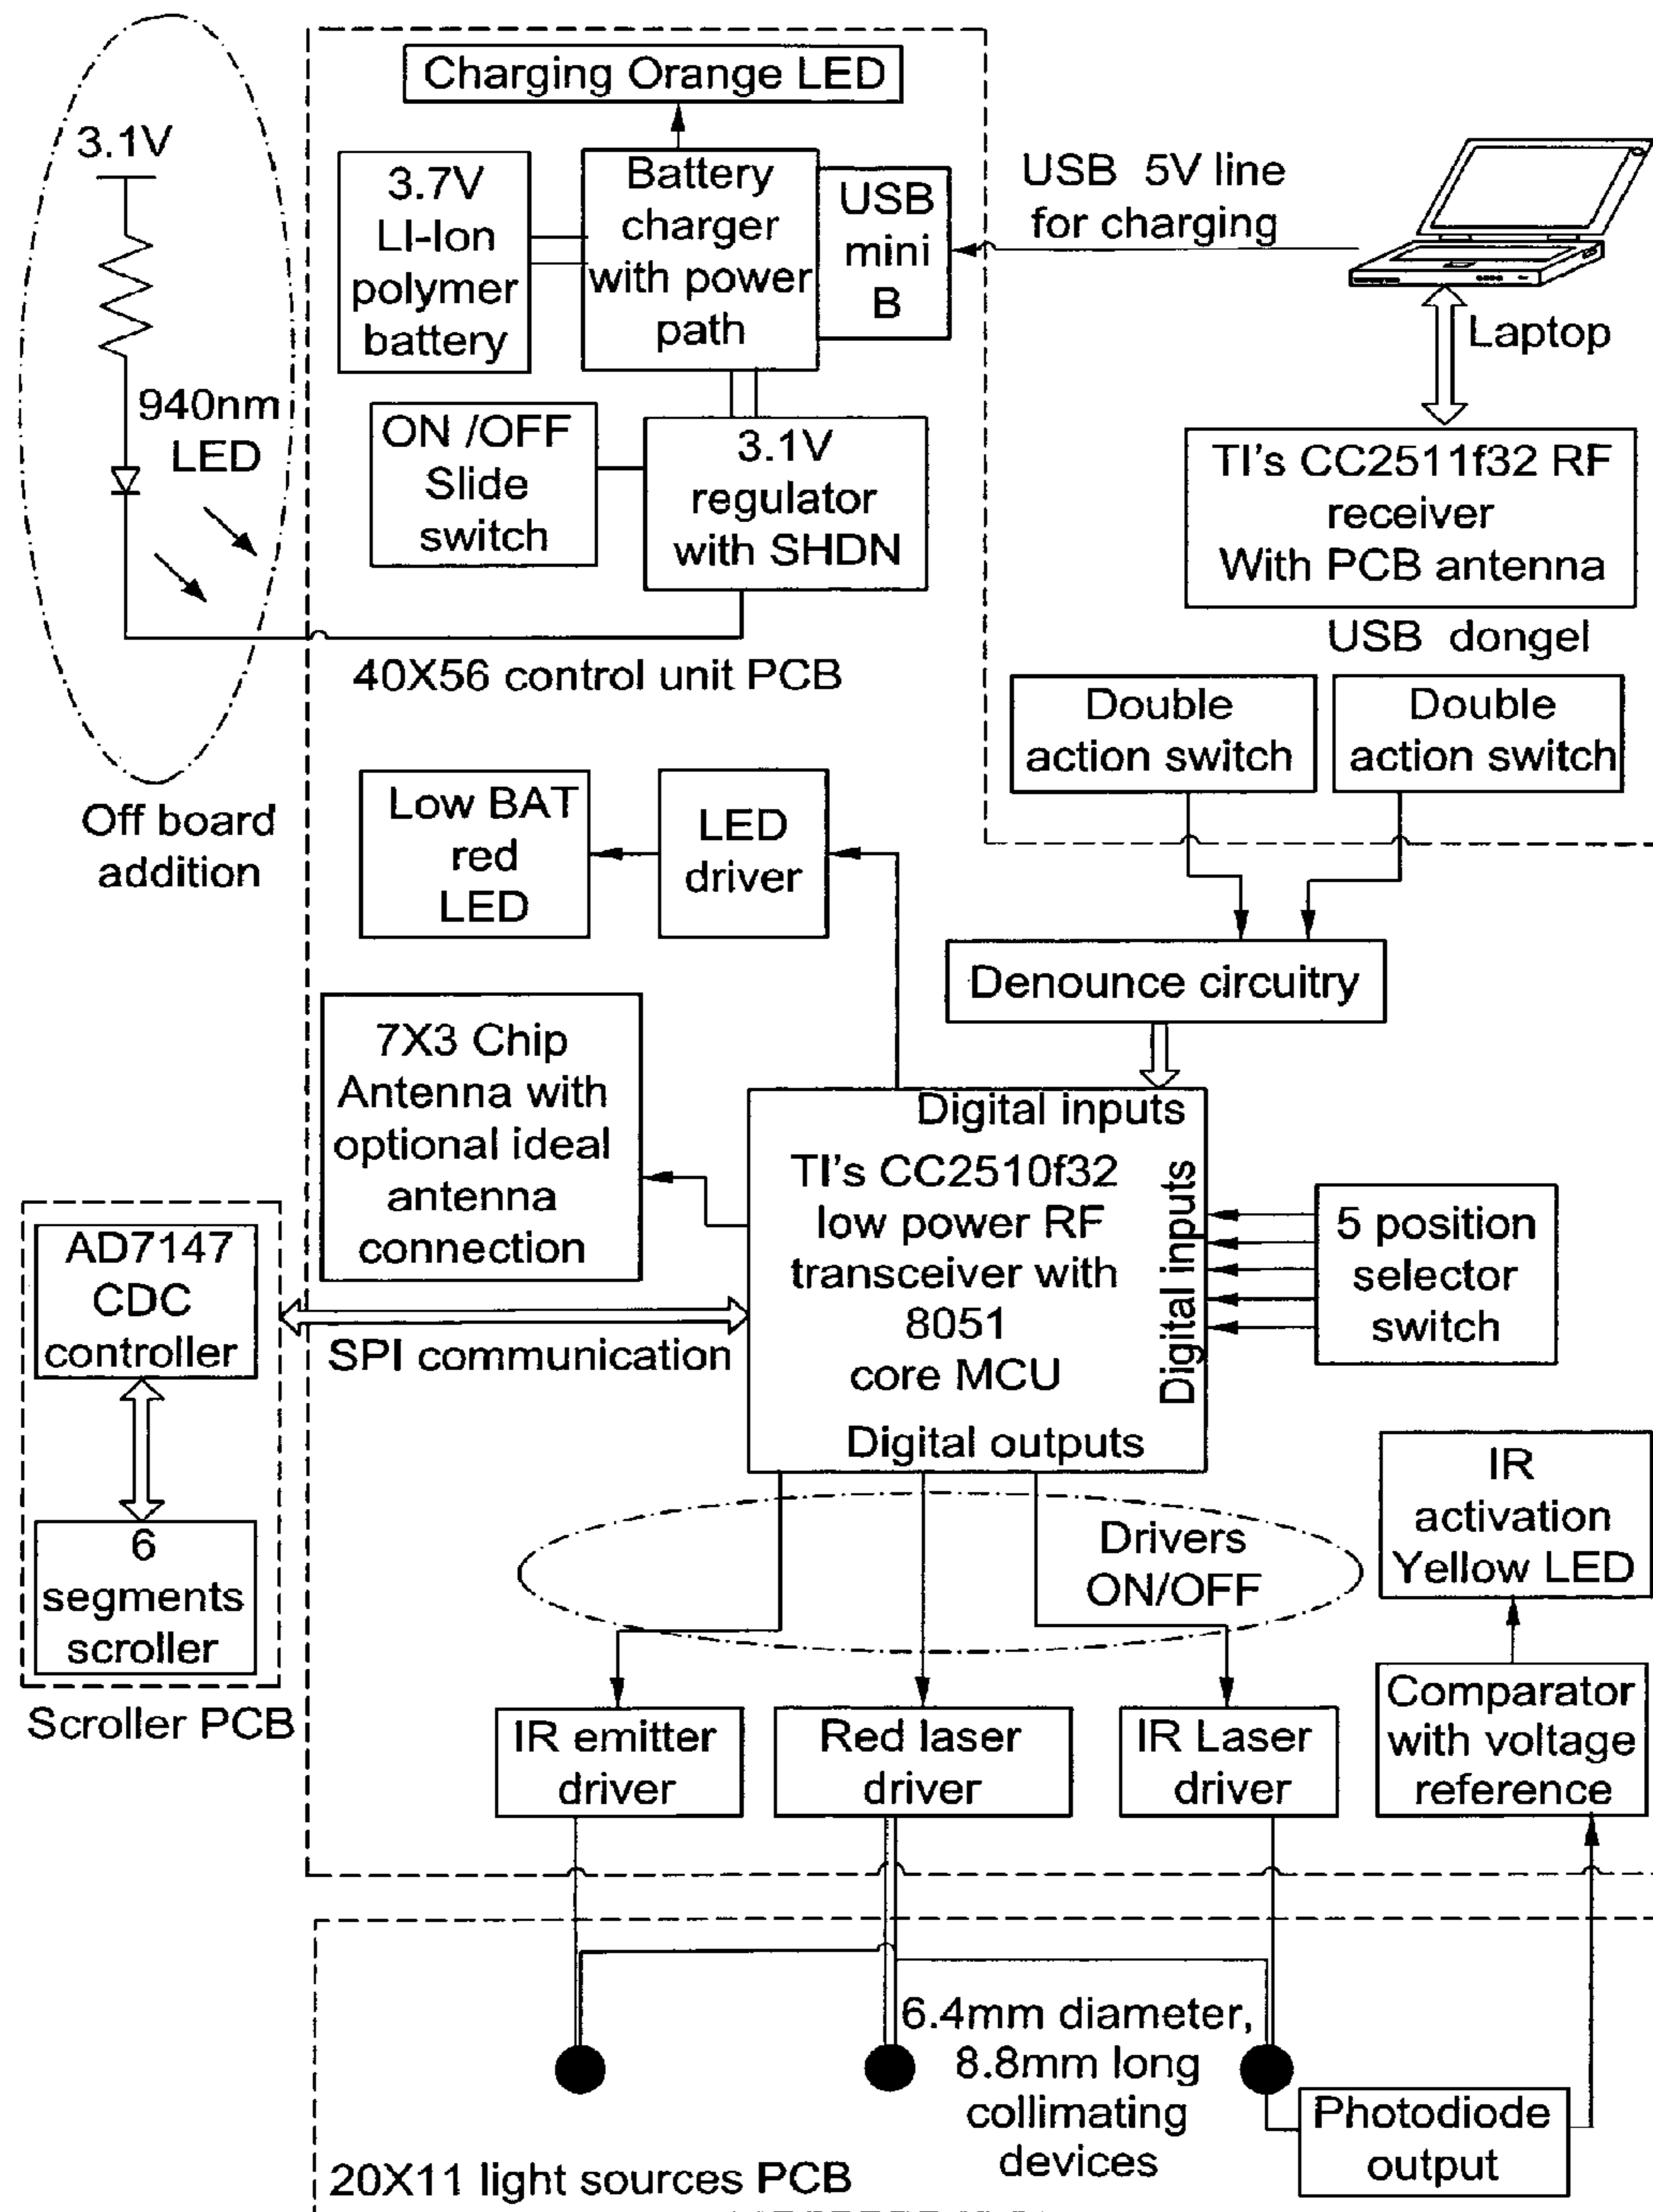 Charging Orange LED
3.1V
3.7V
LI-Ion
polymer
battery
Battery
charger
with power
path
USB
mini
B
USB 5V line
for charging
Laptop
940nm
LED
ON /OFF
Slide
switch
3.1V
regulator
with SHDN
TI's CC2511f32 RF
receiver
With PCB antenna
USB dongel
40X56 control unit PCB
Double
action switch
Double
action switch
Off board
addition
Low BAT
red
LED
LED
driver
Denounce circuitry
7X3 Chip
Antenna with
optional ideal
antenna
connection
Digital inputs
TI's CC2510f32
low power RF
transceiver with
8051
core MCU
Digital inputs
Digital outputs
5 position
selector
switch
AD7147
CDC
controller
SPI communication
6
segments
scroller
Scroller PCB
Drivers
ON/OFF
IR
activation
Yellow LED
IR emitter
driver
Red laser
driver
IR Laser
driver
Comparator
with voltage
reference
6.4mm diameter,
8.8mm long
collimating
devices
Photodiode
output
20X11 light sources PCB